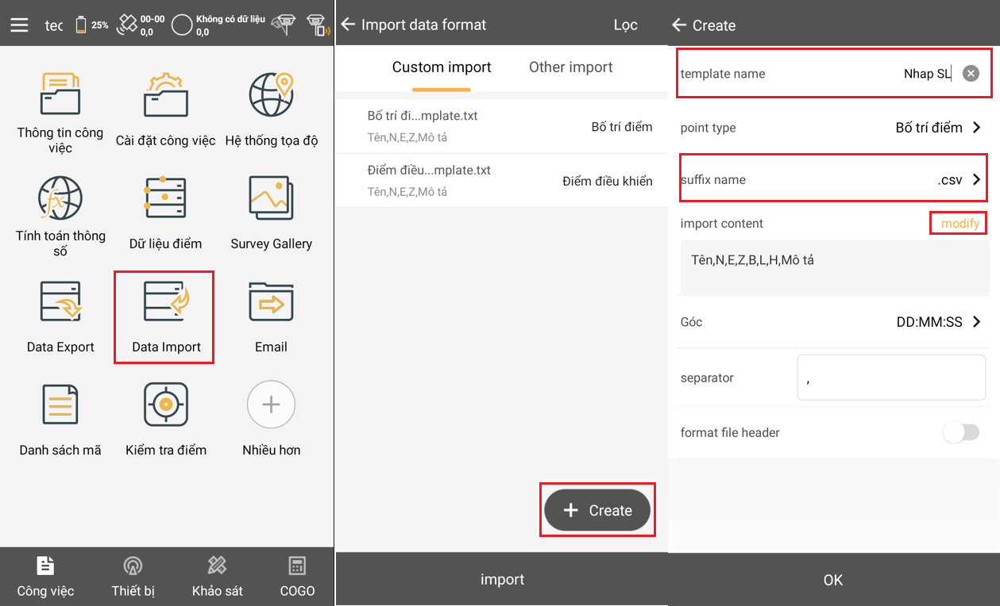 tec
25%
00-00
0,0
Không có dữ liệu
0,0
Thông tin công
việc
Cài đặt công việc
Hệ thống tọa độ
fx
Tính toán thông
số
Dữ liệu điểm
Survey Gallery
Data Export
Data Import
Email
Danh sách mã
Kiểm tra điểm
Nhiều hơn
Công việc
Thiết bị
Khảo sát
COGO
Import data format
Lọc
Custom import
Other import
Bố trí đi...mplate.txt
Tên,N,E,Z,Mô tả
Bố trí điểm
Điểm điều...mplate.txt
Tên,N,E,Z,Mô tả
Điểm điều khiển
+ Create
import
Create
template name
Nhap SL
point type
Bố trí điểm
suffix name
.csv
import content
modify
Tên,N,E,Z,B,L,H,Mô tả
Góc
DD:MM:SS
separator
,
format file header
OK